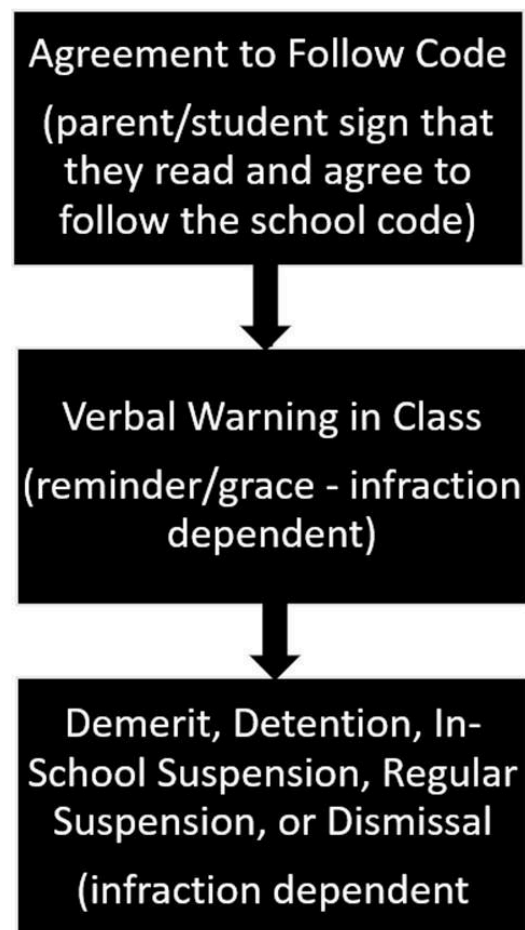 Agreement to Follow Code
(parent/student sign that
they read and agree to
follow the school code)
Verbal Warning in Class
(reminder/grace - infraction
dependent)
Demerit, Detention, In-
School Suspension, Regular
Suspension, or Dismissal
(infraction dependent